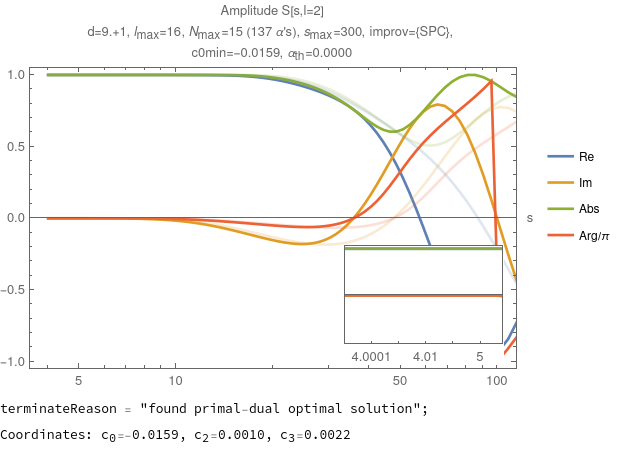 Amplitude S[s,l=2]
d=9.+1, lmax=16, Nmax=15 (137 α's), smax=300, improv={SPC},
c0min=-0.0159, αth=0.0000
1.0
0.5
0.0
-0.5
-1.0
s
Re
Im
Abs
Arg/π
4.0001 4.01 5
5 10 50 100
terminateReason = "found primal-dual optimal solution";
Coordinates: c0=-0.0159, c2=0.0010, c3=0.0022